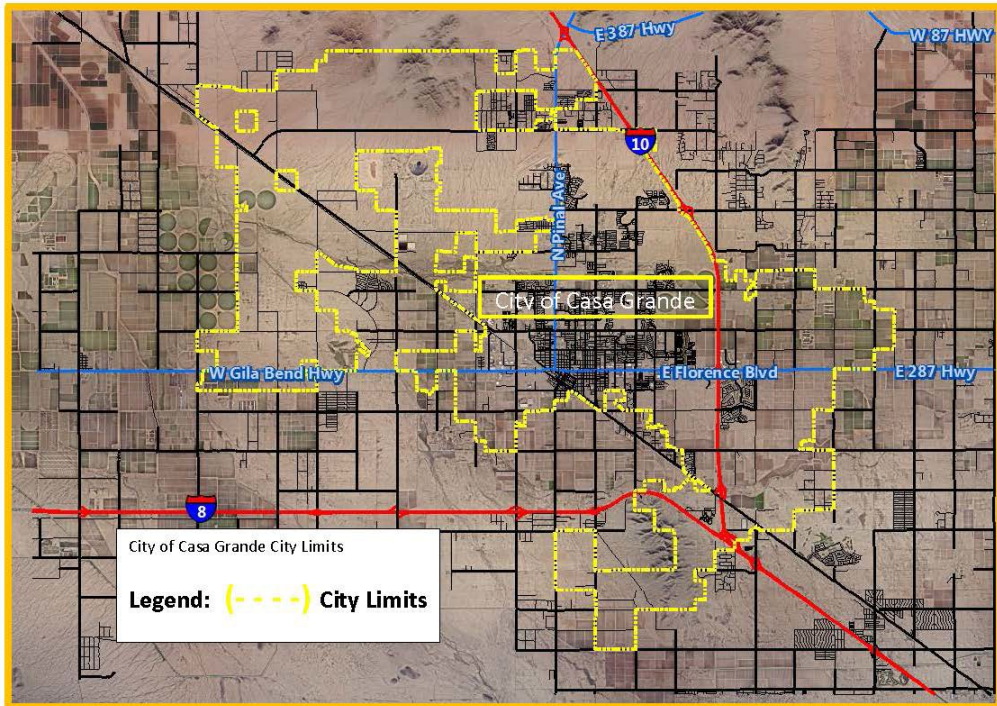 E 387 Hwy
W 87 HWY
10
N Pinal Ave
City of Casa Grande
W Gila Bend Hwy
E Florence Blvd
E 287 Hwy
8
City of Casa Grande City Limits
Legend: (- - - -) City Limits